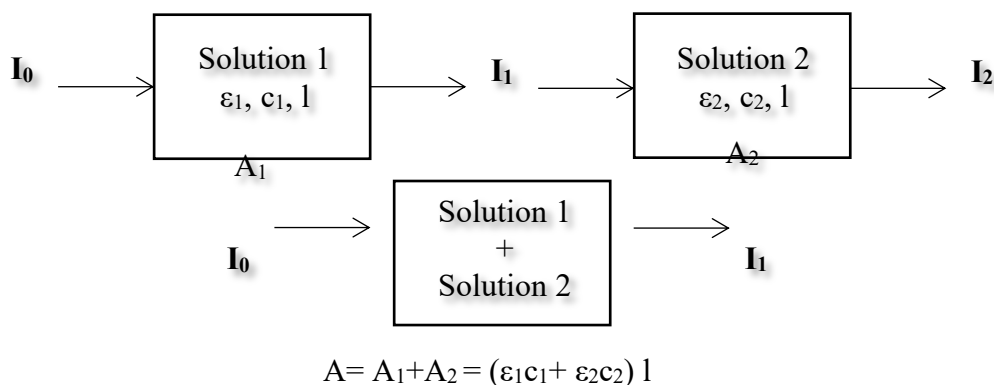 I₀ Solution 1 I₁ Solution 2 I₂
ε₁, c₁, l ε₂, c₂, l
A₁ A₂
Solution 1
+
I₀ I₁
Solution 2
A= A₁+A₂ = (ε₁c₁+ ε₂c₂) l